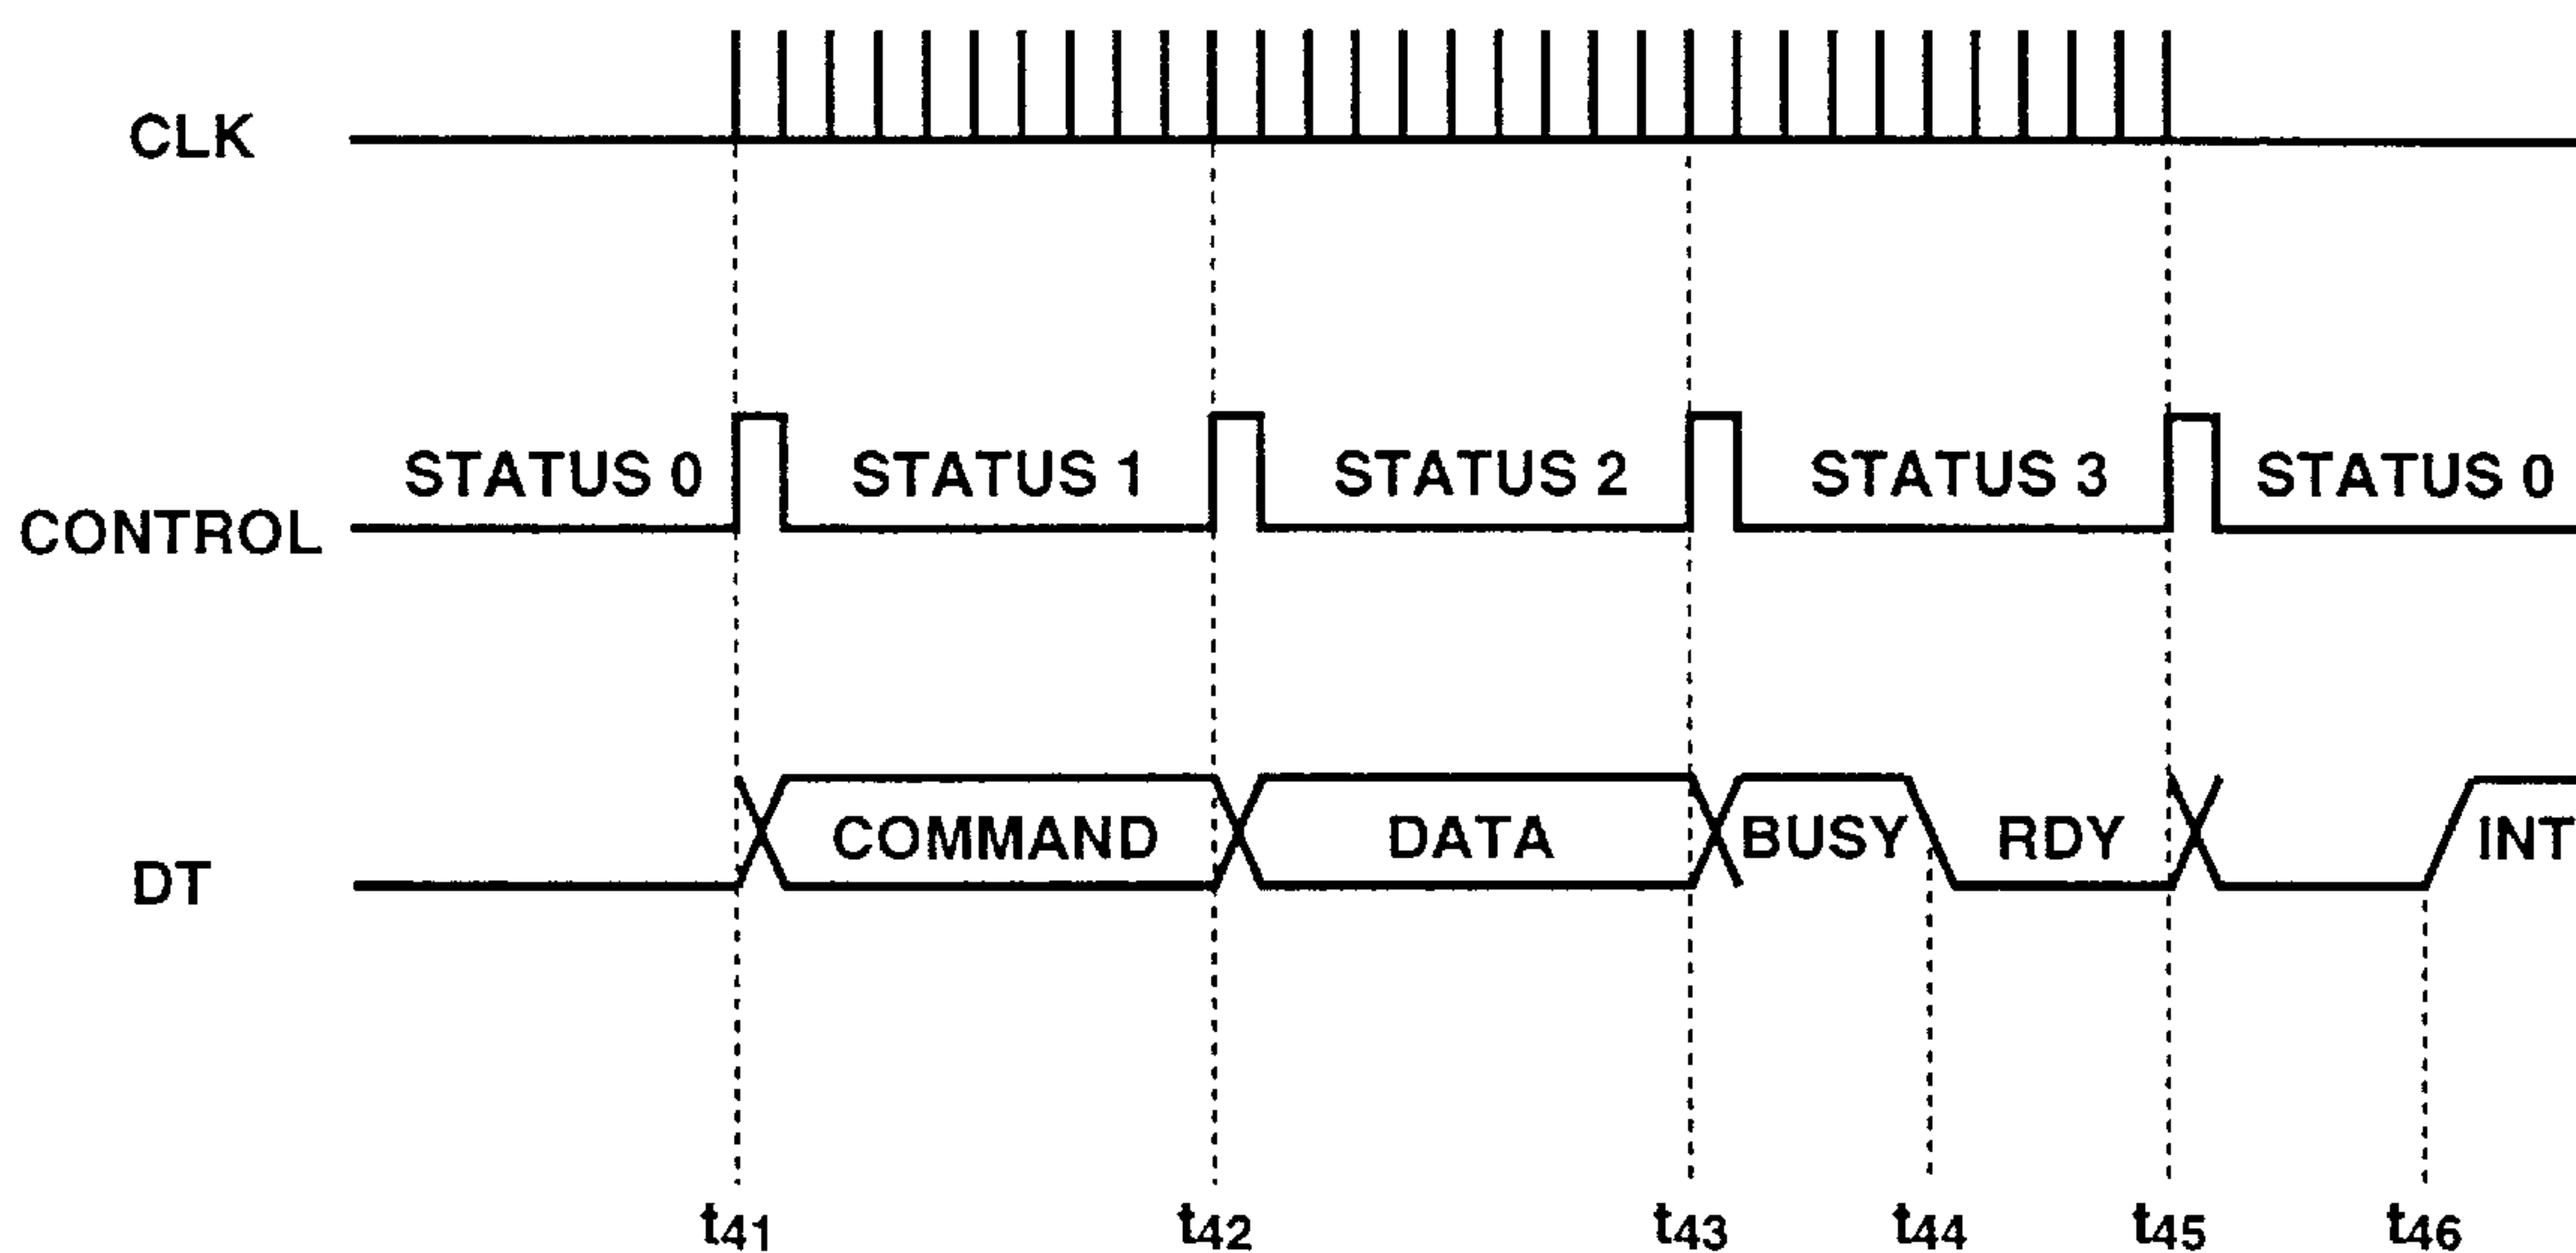 CLK
STATUS 0 STATUS 1 STATUS 2 STATUS 3 STATUS 0
CONTROL
COMMAND DATA BUSY RDY INT
DT
t41 t42 t43 t44 t45 t46